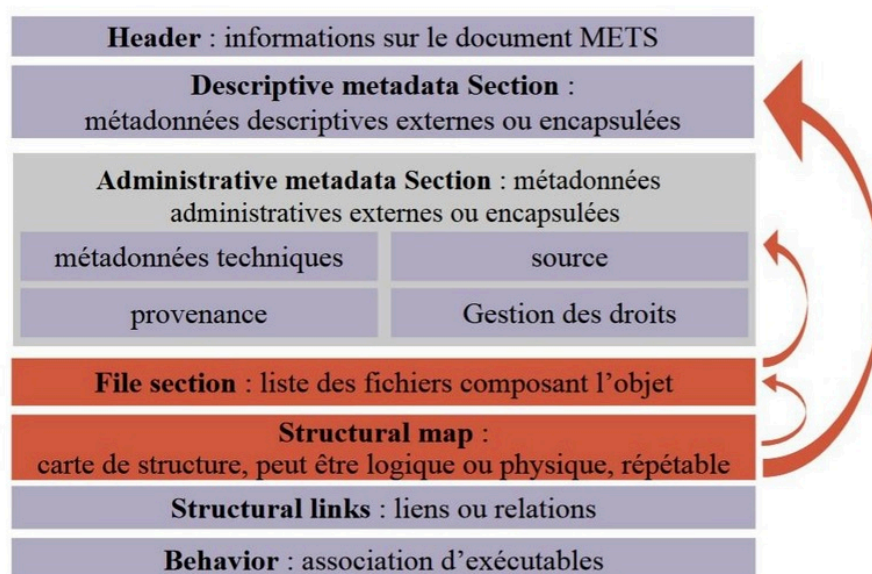 Header : informations sur le document METS
Descriptive metadata Section :
métadonnées descriptives externes ou encapsulées
Administrative metadata Section : métadonnées
administratives externes ou encapsulées
métadonnées techniques
source
provenance
Gestion des droits
File section : liste des fichiers composant l’objet
Structural map :
carte de structure, peut être logique ou physique, répétable
Structural links : liens ou relations
Behavior : association d’exécutables